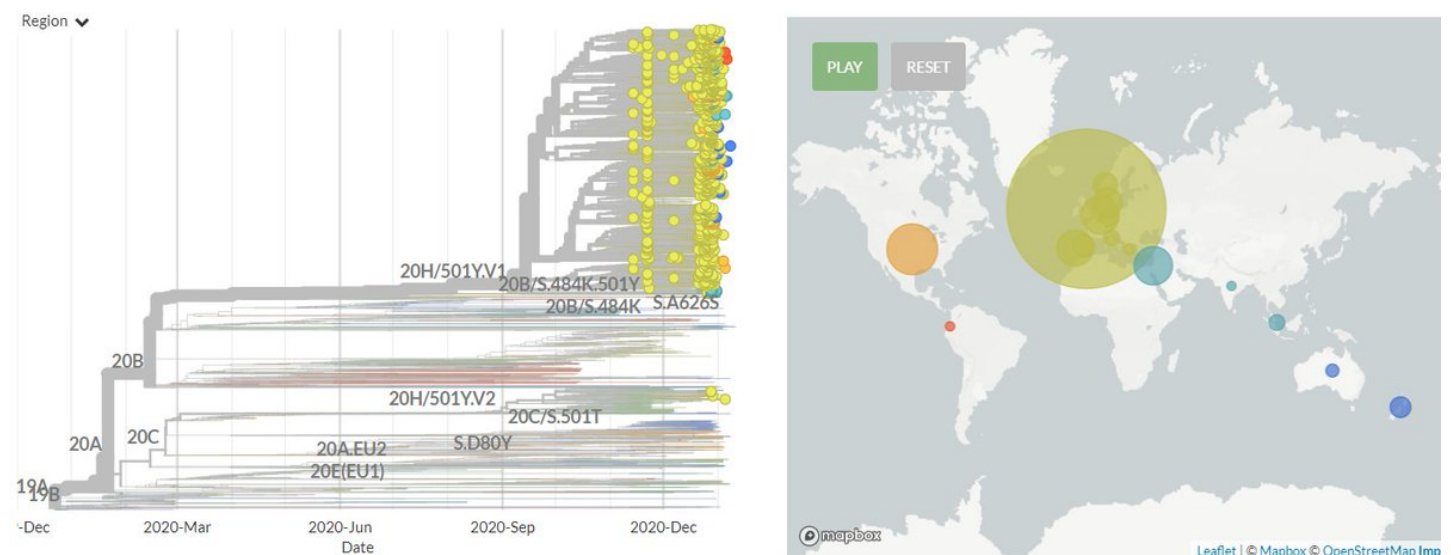 Region
PLAY
RESET
20H/501Y.V1
20B/S.484K.501Y
20B/S.484K
S.A626S
20B
20H/501Y.V2
20C/S.501T
20A
20C
20A.EU2
S.D80Y
20E(EU1)
19A
19B
-Dec
2020-Mar
2020-Jun
2020-Sep
2020-Dec
Date
mapbox
Leaflet | © Mapbox © OpenStreetMap Imp